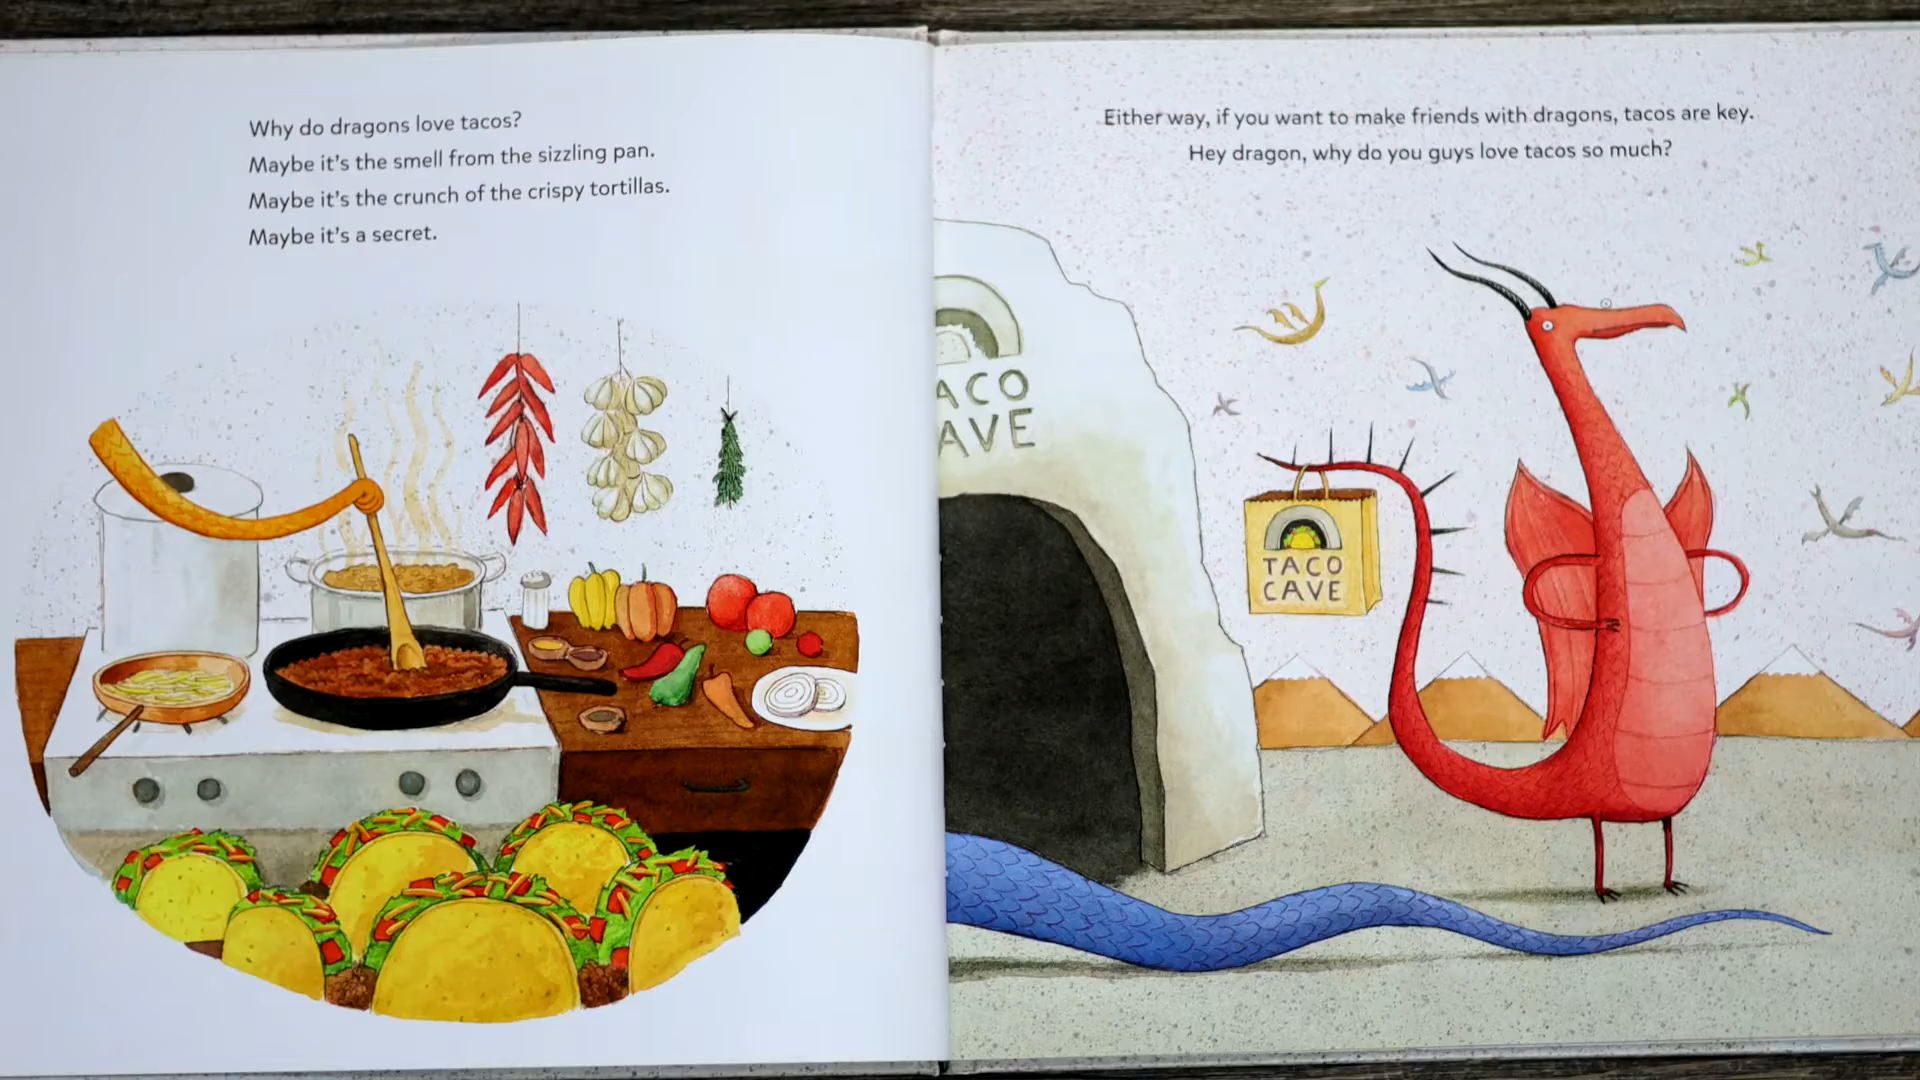 Why do dragons love tacos?
Maybe it's the smell from the sizzling pan.
Maybe it's the crunch of the crispy tortillas.
Maybe it's a secret.
Either way, if you want to make friends with dragons, tacos are key.
Hey dragon, why do you guys love tacos so much?
ACO
AVE
TACO
CAVE